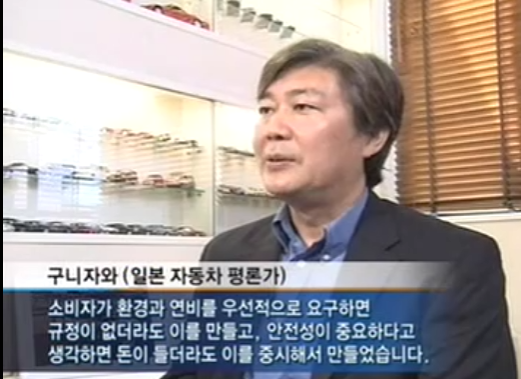 구니자와 (일본 자동차 평론가)
소비자가 환경과 연비를 우선적으로 요구하면
규정이 없더라도 이를 만들고, 안전성이 중요하다고
생각하면 돈이 들더라도 이를 중시해서 만들었습니다.